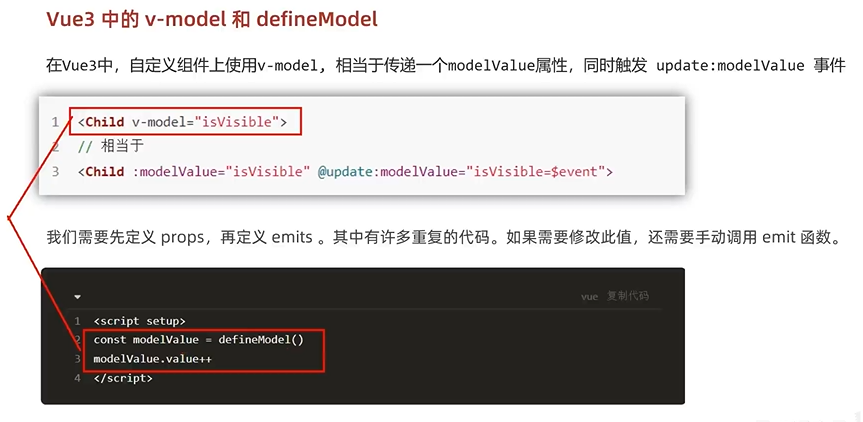 Vue3 中的 v-model 和 defineModel
在Vue3中，自定义组件上使用v-model, 相当于传递一个modelValue属性，同时触发 update:modelValue 事件
1 <Child v-model="isVisible">
2 // 相当于
3 <Child :modelValue="isVisible" @update:modelValue="isVisible=$event">
我们需要先定义 props，再定义 emits 。其中有许多重复的代码。如果需要修改此值，还需要手动调用 emit 函数。
vue 复制代码
1 <script setup>
2 const modelValue = defineModel()
3 modelValue.value++
4 </script>